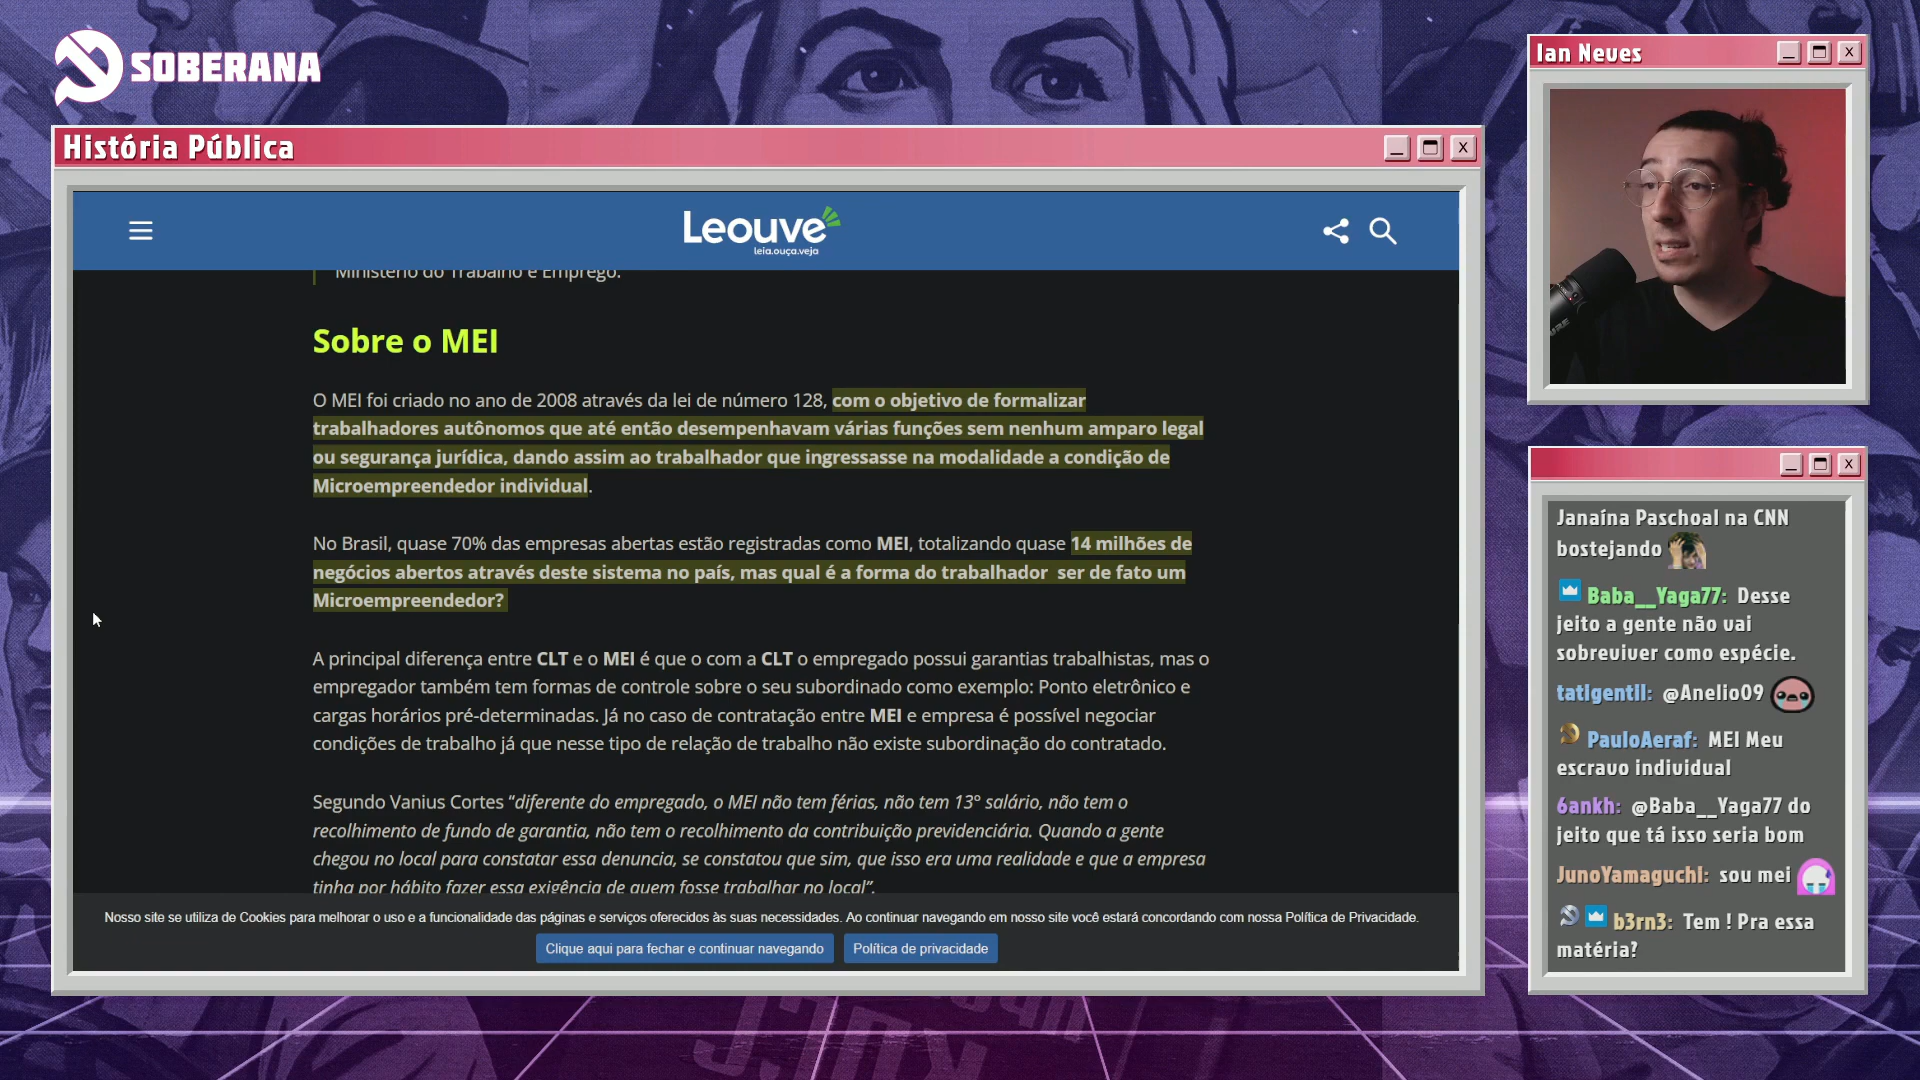 SOBERANA
História Pública
Leouve
leia.ouça.veja
Ministério do Trabalho e Emprego.
Sobre o MEI
O MEI foi criado no ano de 2008 através da lei de número 128, com o objetivo de formalizar
trabalhadores autônomos que até então desempenhavam várias funções sem nenhum amparo legal
ou segurança jurídica, dando assim ao trabalhador que ingressasse na modalidade a condição de
Microempreendedor individual.
No Brasil, quase 70% das empresas abertas estão registradas como MEI, totalizando quase 14 milhões de
negócios abertos através deste sistema no país, mas qual é a forma do trabalhador ser de fato um
Microempreendedor?
A principal diferença entre CLT e o MEI é que o com a CLT o empregado possui garantias trabalhistas, mas o
empregador também tem formas de controle sobre o seu subordinado como exemplo: Ponto eletrônico e
cargas horários pré-determinadas. Já no caso de contratação entre MEI e empresa é possível negociar
condições de trabalho já que nesse tipo de relação de trabalho não existe subordinação do contratado.
Segundo Vanius Cortes “diferente do empregado, o MEI não tem férias, não tem 13º salário, não tem o
recolhimento de fundo de garantia, não tem o recolhimento da contribuição previdenciária. Quando a gente
chegou no local para constatar essa denuncia, se constatou que sim, que isso era uma realidade e que a empresa
tinha por hábito fazer essa exigência de quem fosse trabalhar no local”.
Nosso site se utiliza de Cookies para melhorar o uso e a funcionalidade das páginas e serviços oferecidos às suas necessidades. Ao continuar navegando em nosso site você estará concordando com nossa Política de Privacidade.
Clique aqui para fechar e continuar navegando
Política de privacidade
Ian Neves
Janaína Paschoal na CNN
bostejando
Baba__Yaga77: Desse
jeito a gente não vai
sobreviver como espécie.
tatigentil: @Anelio09
PauloAeraf: MEI Meu
escravo individual
6ankh: @Baba__Yaga77 do
jeito que tá isso seria bom
JunoYamaguchi: sou mei
b3rn3: Tem ! Pra essa
matéria?